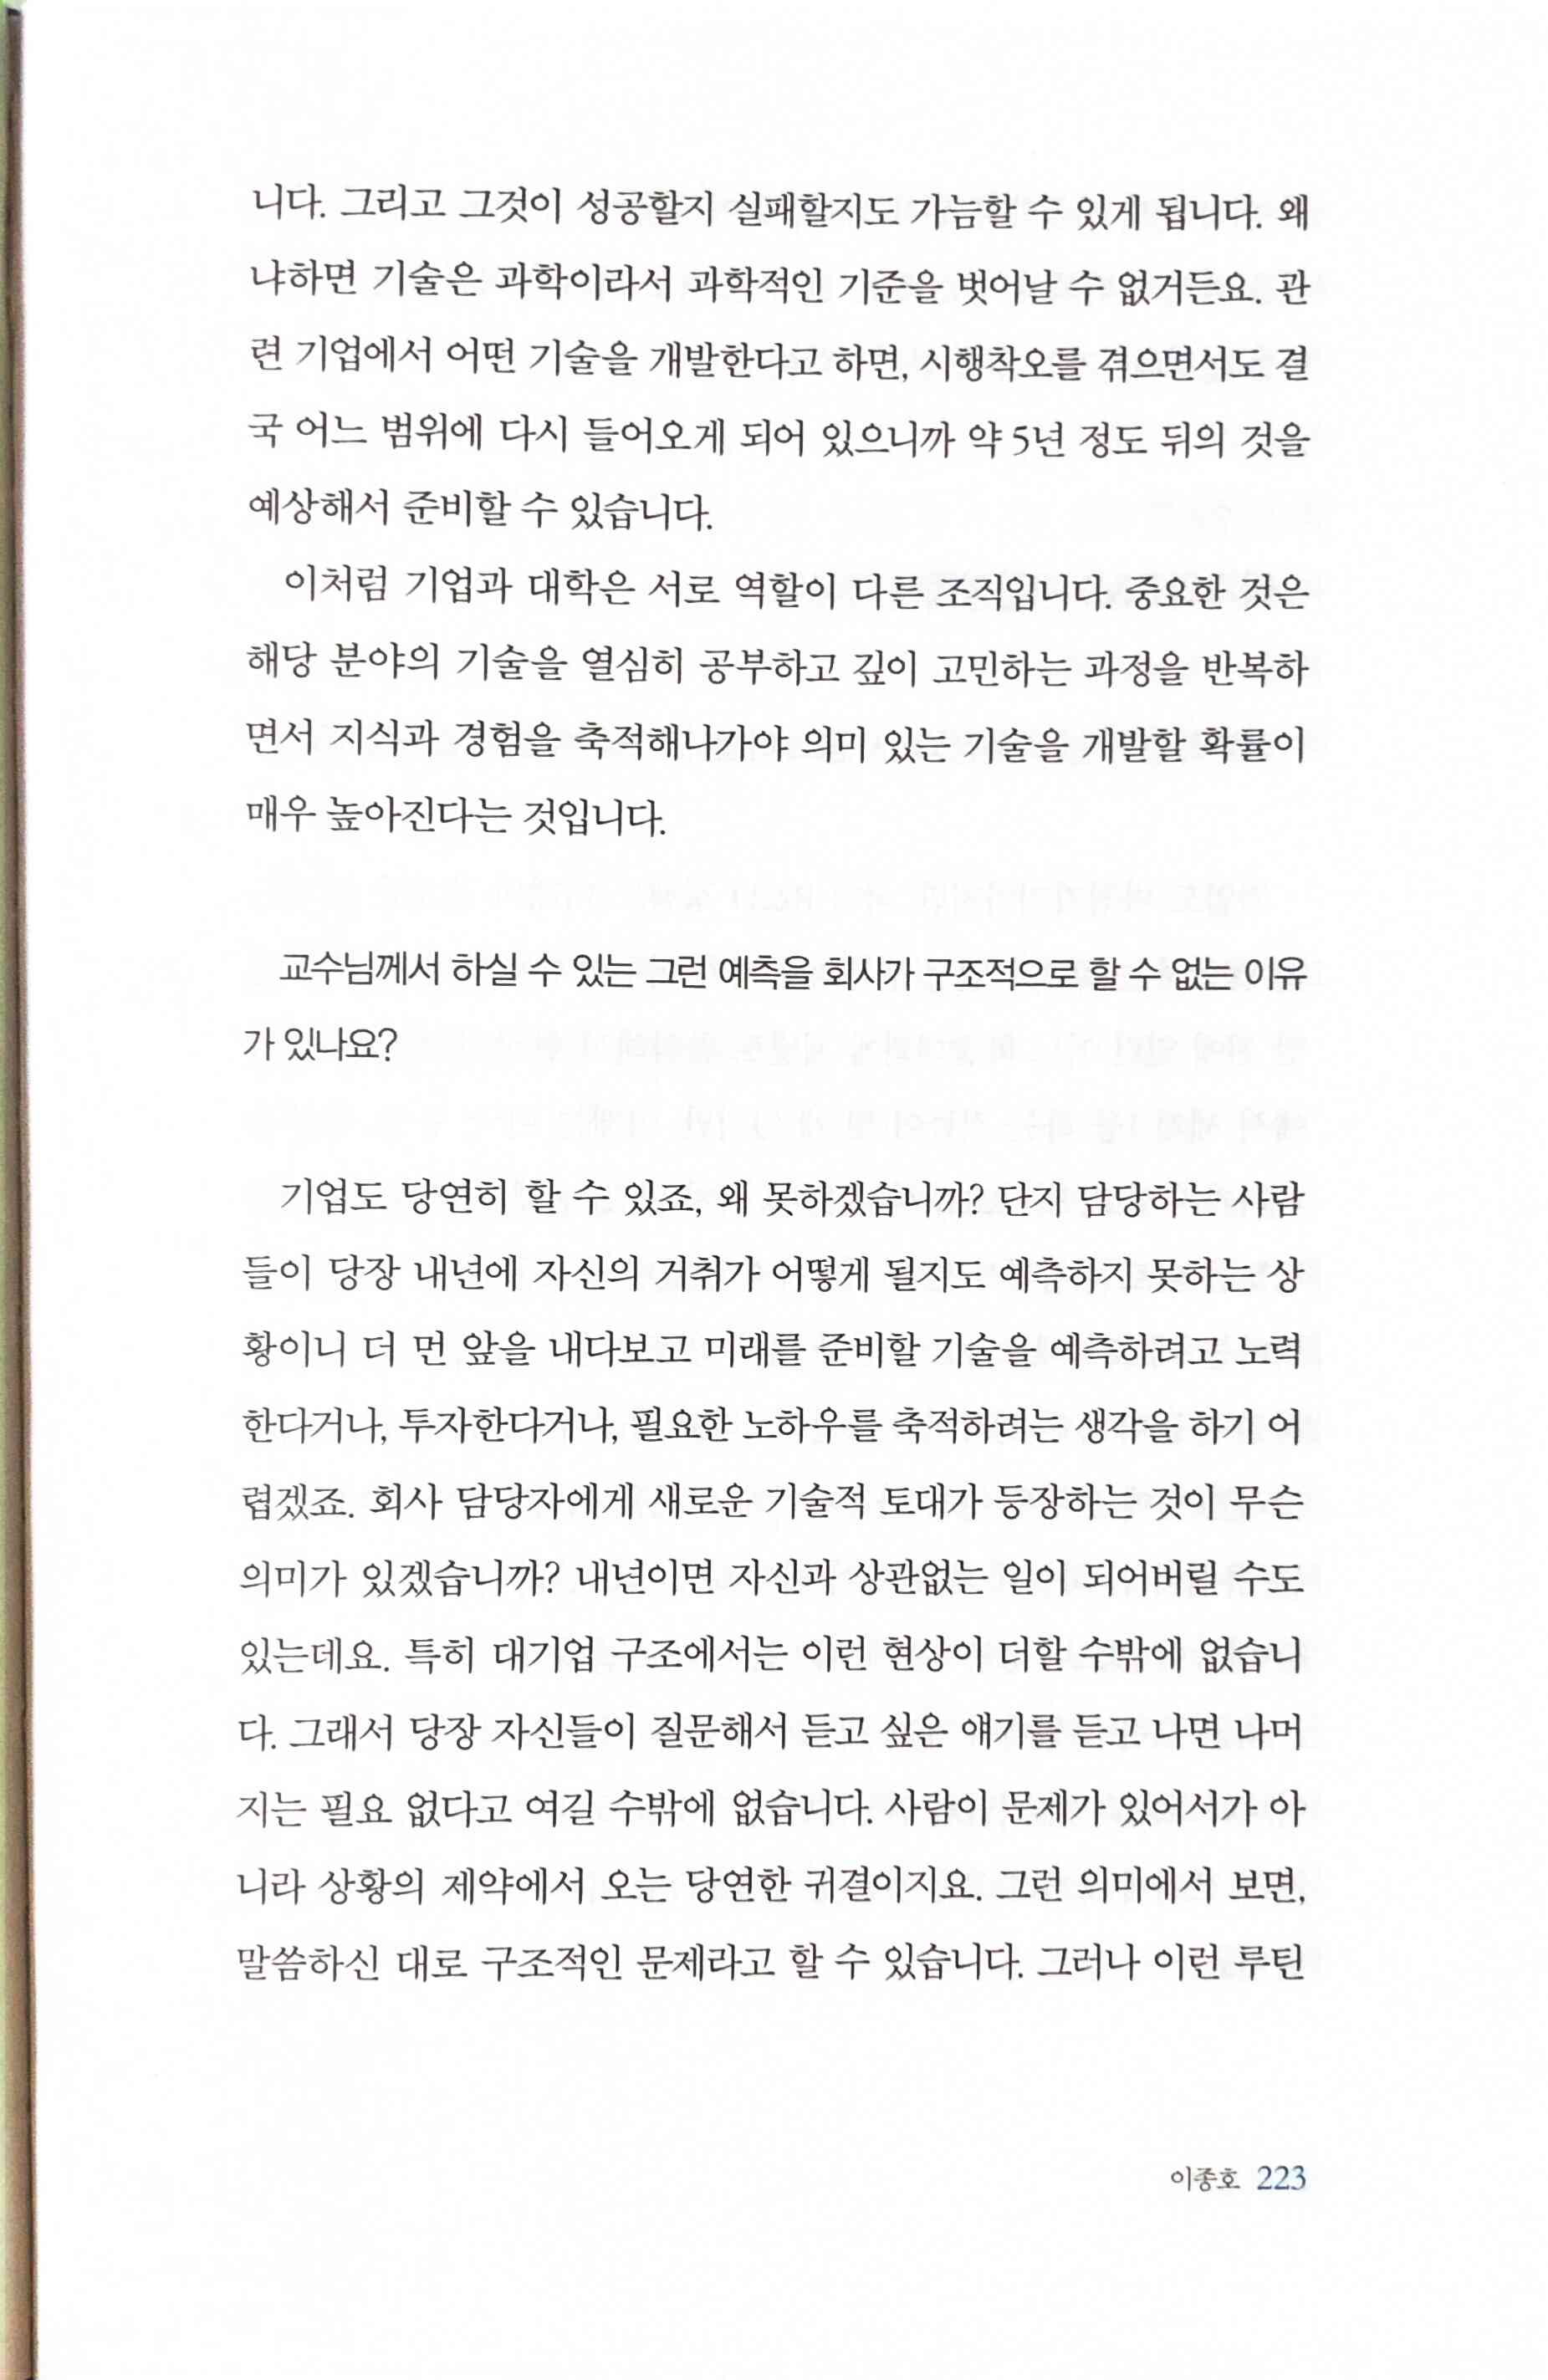 니다. 그리고 그것이 성공할지 실패할지도 가늠할 수 있게 됩니다. 왜
냐하면 기술은 과학이라서 과학적인 기준을 벗어날 수 없거든요. 관
련 기업에서 어떤 기술을 개발한다고 하면, 시행착오를 겪으면서도 결
국 어느 범위에 다시 들어오게 되어 있으니까 약 5년 정도 뒤의 것을
예상해서 준비할 수 있습니다.
이처럼 기업과 대학은 서로 역할이 다른 조직입니다. 중요한 것은
해당 분야의 기술을 열심히 공부하고 깊이 고민하는 과정을 반복하
면서 지식과 경험을 축적해나가야 의미 있는 기술을 개발할 확률이
매우 높아진다는 것입니다.
교수님께서 하실 수 있는 그런 예측을 회사가 구조적으로 할 수 없는 이유
가 있나요?
기업도 당연히 할 수 있죠, 왜 못하겠습니까? 단지 담당하는 사람
들이 당장 내년에 자신의 거취가 어떻게 될지도 예측하지 못하는 상
황이니 더 먼 앞을 내다보고 미래를 준비할 기술을 예측하려고 노력
한다거나, 투자한다거나, 필요한 노하우를 축적하려는 생각을 하기 어
렵겠죠. 회사 담당자에게 새로운 기술적 토대가 등장하는 것이 무슨
의미가 있겠습니까? 내년이면 자신과 상관없는 일이 되어버릴 수도
있는데요. 특히 대기업 구조에서는 이런 현상이 더할 수밖에 없습니
다. 그래서 당장 자신들이 질문해서 듣고 싶은 얘기를 듣고 나면 나머
지는 필요 없다고 여길 수밖에 없습니다. 사람이 문제가 있어서가 아
니라 상황의 제약에서 오는 당연한 귀결이지요. 그런 의미에서 보면,
말씀하신 대로 구조적인 문제라고 할 수 있습니다. 그러나 이런 루틴
이종호 223